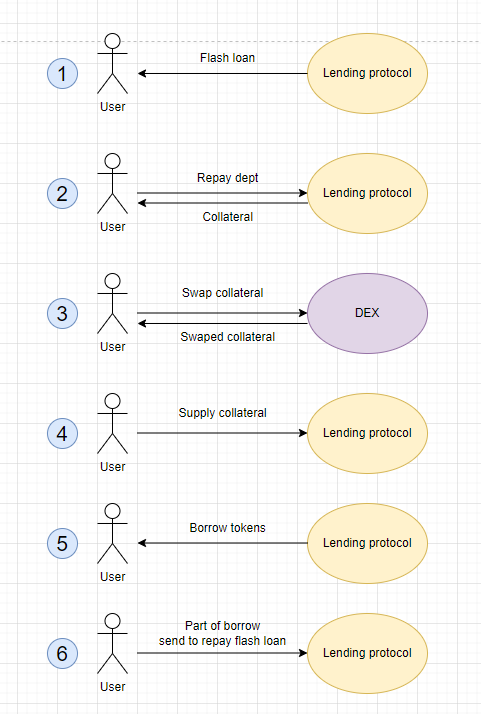 1
Flash loan
Lending protocol
User
2
Repay dept
Collateral
Lending protocol
User
3
Swap collateral
Swaped collateral
DEX
User
4
Supply collateral
Lending protocol
User
5
Borrow tokens
Lending protocol
User
6
Part of borrow
send to repay flash loan
Lending protocol
User